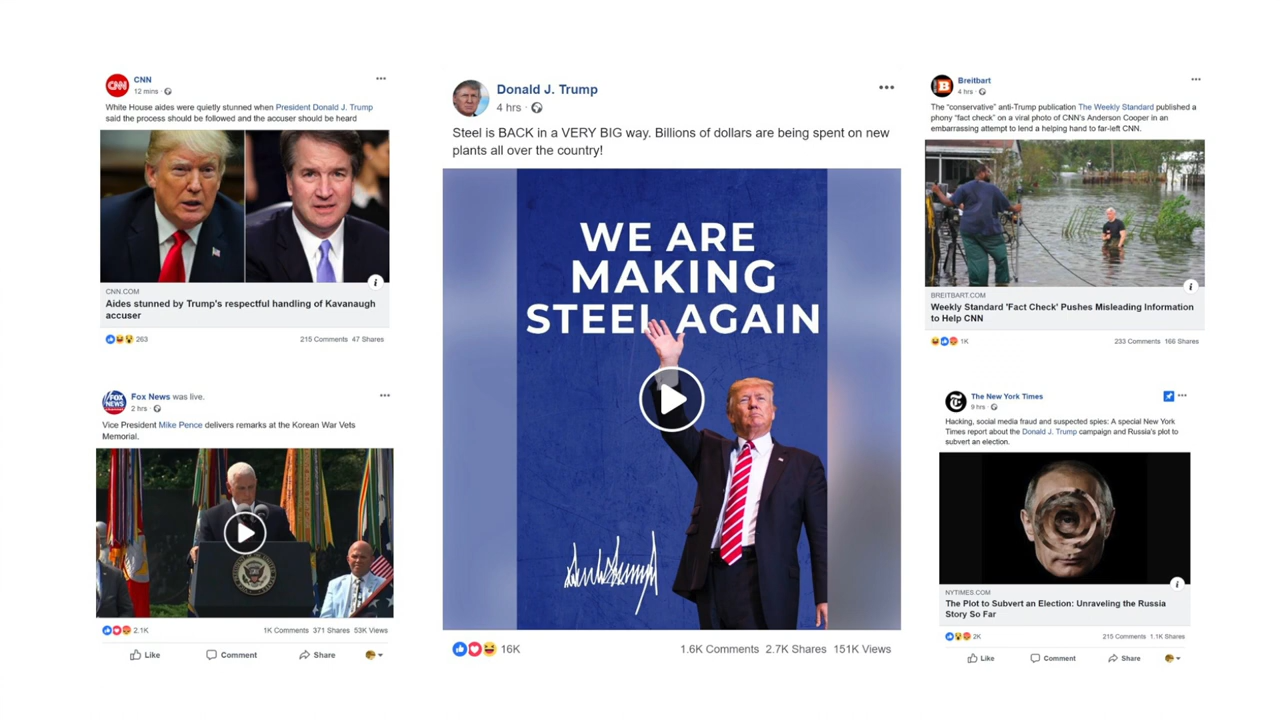 CNN
CNN
12 mins ·
White House aides were quietly stunned when President Donald J. Trump
said the process should be followed and the accuser should be heard
CNN.COM
Aides stunned by Trump's respectful handling of Kavanaugh
accuser
263
215 Comments 47 Shares
FOX
NEWS
Fox News was live.
2 hrs ·
Vice President Mike Pence delivers remarks at the Korean War Vets
Memorial.
2.1K
1K Comments 371 Shares 53K Views
Like Comment Share
Donald J. Trump
4 hrs ·
Steel is BACK in a VERY BIG way. Billions of dollars are being spent on new
plants all over the country!
WE ARE
MAKING
STEEL AGAIN
16K
1.6K Comments 2.7K Shares 151K Views
B
Breitbart
4 hrs ·
The “conservative” anti-Trump publication The Weekly Standard published a
phony “fact check” on a viral photo of CNN's Anderson Cooper in an
embarrassing attempt to lend a helping hand to far-left CNN.
BREITBART.COM
Weekly Standard 'Fact Check' Pushes Misleading Information
to Help CNN
1K
233 Comments 166 Shares
The New York Times
9 hrs ·
Hacking, social media fraud and suspected spies: A special New York
Times report about the Donald J. Trump campaign and Russia's plot to
subvert an election.
NYTIMES.COM
The Plot to Subvert an Election: Unraveling the Russia
Story So Far
2K
215 Comments 1.1K Shares
Like Comment Share